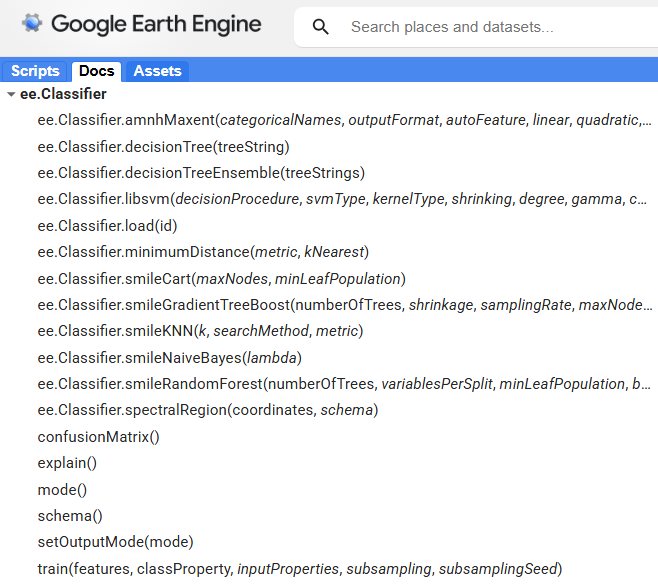 Google Earth Engine
Search places and datasets...
Scripts Docs Assets
ee.Classifier
ee.Classifier.amnhMaxent(categoricalNames, outputFormat, autoFeature, linear, quadratic,...
ee.Classifier.decisionTree(treeString)
ee.Classifier.decisionTreeEnsemble(treeStrings)
ee.Classifier.libsvm(decisionProcedure, svmType, kernelType, shrinking, degree, gamma, c...
ee.Classifier.load(id)
ee.Classifier.minimumDistance(metric, kNearest)
ee.Classifier.smileCart(maxNodes, minLeafPopulation)
ee.Classifier.smileGradientTreeBoost(numberOfTrees, shrinkage, samplingRate, maxNode...
ee.Classifier.smileKNN(k, searchMethod, metric)
ee.Classifier.smileNaiveBayes(lambda)
ee.Classifier.smileRandomForest(numberOfTrees, variablesPerSplit, minLeafPopulation, b...
ee.Classifier.spectralRegion(coordinates, schema)
confusionMatrix()
explain()
mode()
schema()
setOutputMode(mode)
train(features, classProperty, inputProperties, subsampling, subsamplingSeed)